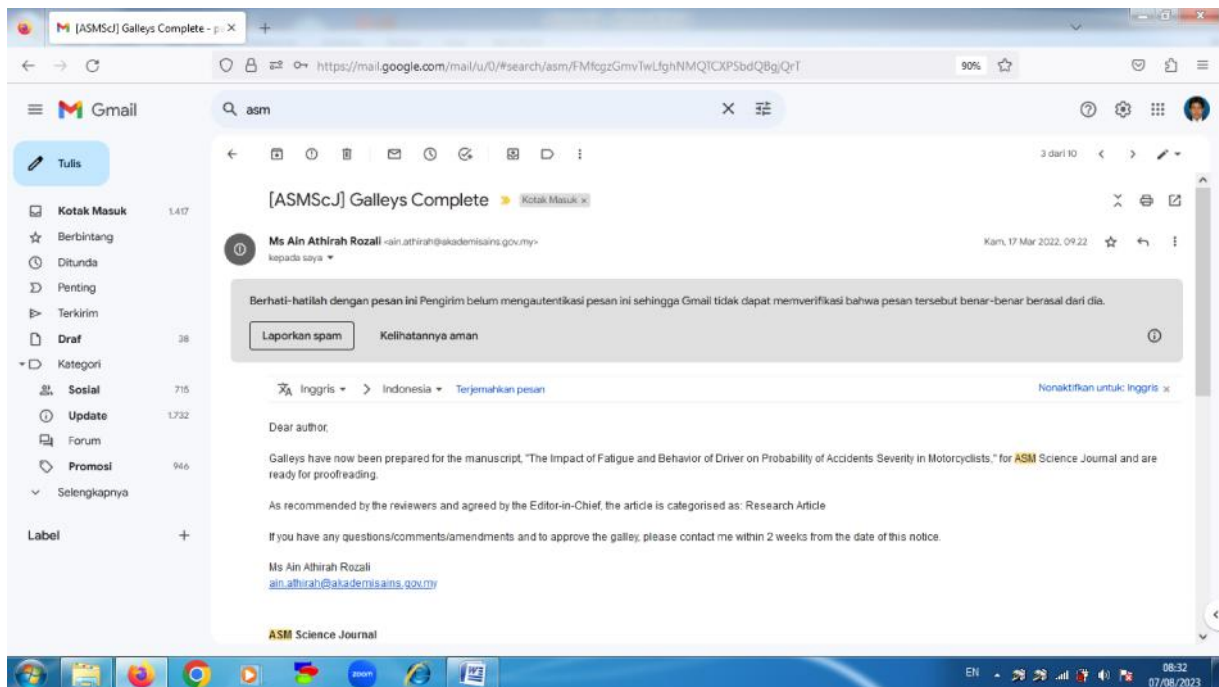 [ASMScJ] Galleys Complete - p
https://mail.google.com/mail/u/0/#search/asm/FMfcgzGmvTwLfghNMQTCXPSbdQBgjQrT
90%
Gmail
asm
Tulis
3 dari 10
[ASMScJ] Galleys Complete
Kotak Masuk ×
Kotak Masuk 1.417
Berbintang
Ditunda
Penting
Terkirim
Draf 38
Kategori
Sosial 715
Update 1.732
Forum
Promosi 946
Selengkapnya
Label
Ms Ain Athirah Rozali <ain.athirah@akademisains.gov.my>
Kam, 17 Mar 2022, 09.22
kepada saya
Berhati-hatilah dengan pesan ini Pengirim belum mengautentikasi pesan ini sehingga Gmail tidak dapat memverifikasi bahwa pesan tersebut benar-benar berasal dari dia.
Laporkan spam Kelihatannya aman
Inggris > Indonesia Terjemahkan pesan
Nonaktifkan untuk: Inggris ×
Dear author,
Galleys have now been prepared for the manuscript, "The Impact of Fatigue and Behavior of Driver on Probability of Accidents Severity in Motorcyclists," for ASM Science Journal and are
ready for proofreading.
As recommended by the reviewers and agreed by the Editor-in-Chief, the article is categorised as: Research Article
If you have any questions/comments/amendments and to approve the galley, please contact me within 2 weeks from the date of this notice.
Ms Ain Athirah Rozali
ain.athirah@akademisains.gov.my
ASM Science Journal
zoom
EN
08:32
07/08/2023